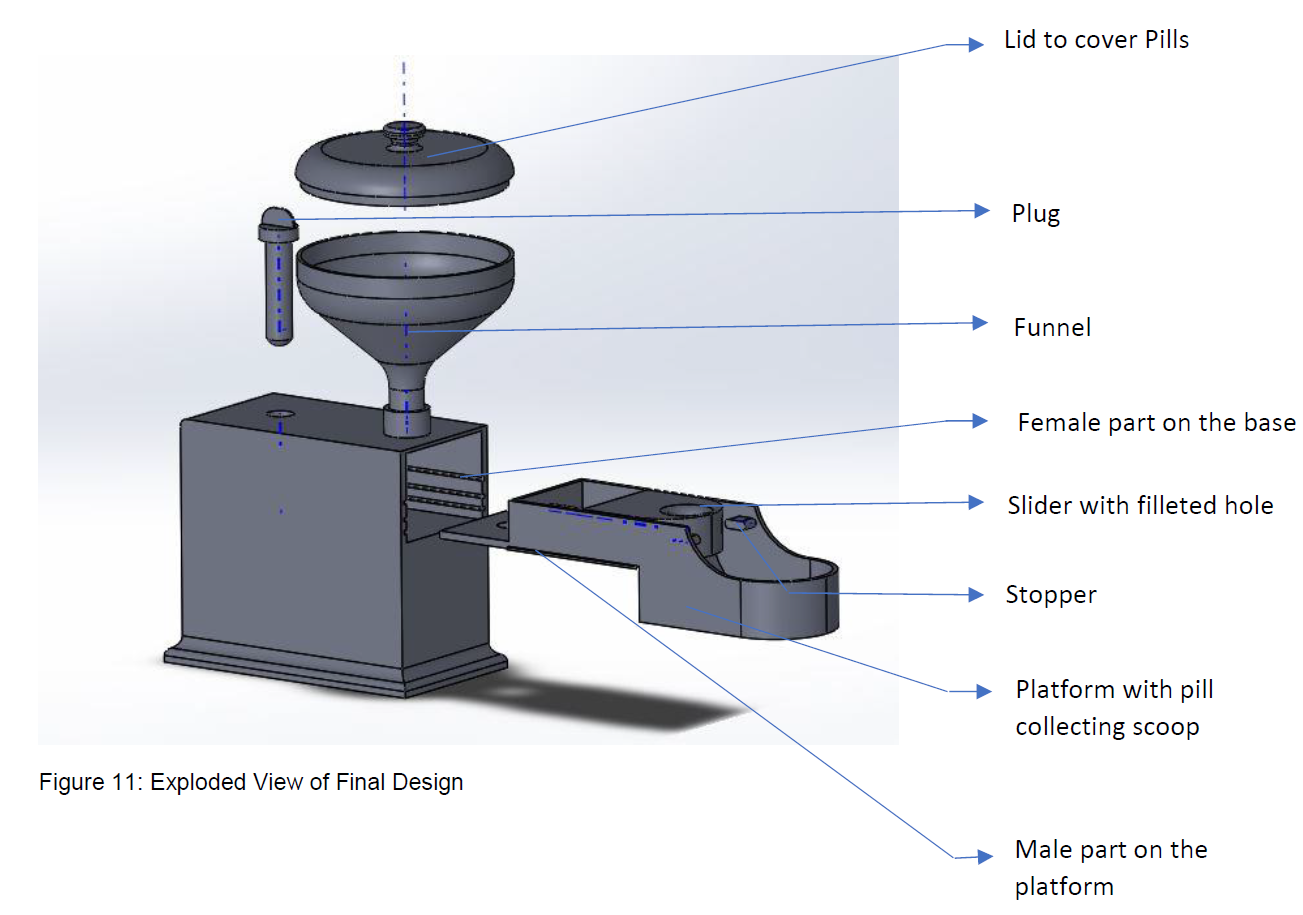 Lid to cover Pills
Plug
Funnel
Female part on the base
Slider with filleted hole
Stopper
Platform with pill
collecting scoop
Figure 11: Exploded View of Final Design
Male part on the
platform